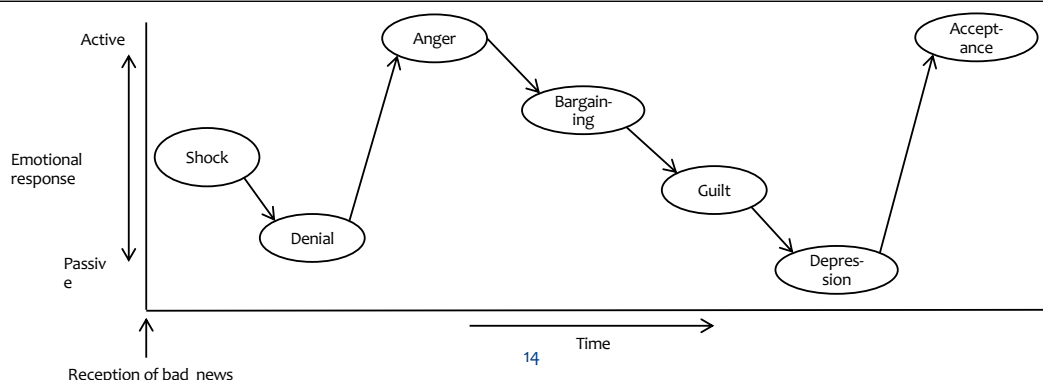 Active
Anger
Accept-
ance
Bargain-
ing
Shock
Emotional
response
Guilt
Denial
Passiv
e
Depres-
sion
Time
14
Reception of bad news